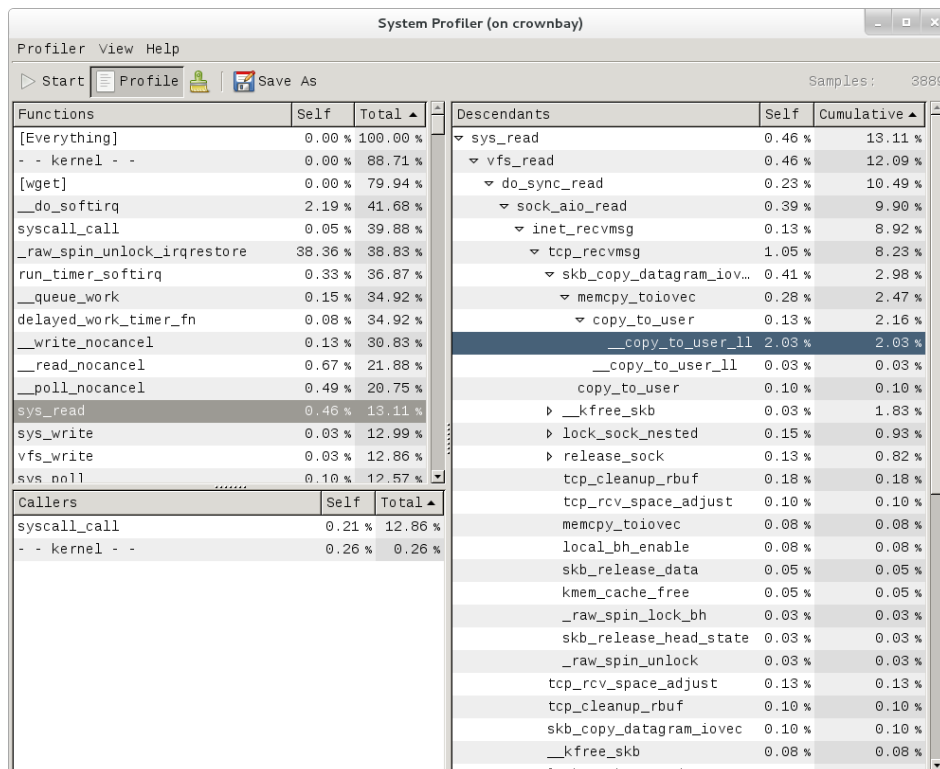 System Profiler (on crownbay)
Profiler View Help
Start Profile Save As Samples: 3889
Functions Self Total
[Everything] 0.00 % 100.00 %
- - kernel - - 0.00 % 88.71 %
[wget] 0.00 % 79.94 %
__do_softirq 2.19 % 41.68 %
syscall_call 0.05 % 39.88 %
_raw_spin_unlock_irqrestore 38.36 % 38.83 %
run_timer_softirq 0.33 % 36.87 %
__queue_work 0.15 % 34.92 %
delayed_work_timer_fn 0.08 % 34.92 %
__write_nocancel 0.13 % 30.83 %
__read_nocancel 0.67 % 21.88 %
__poll_nocancel 0.49 % 20.75 %
sys_read 0.46 % 13.11 %
sys_write 0.03 % 12.99 %
vfs_write 0.03 % 12.86 %
sys_poll 0.10 % 12.57 %
Callers Self Total
syscall_call 0.21 % 12.86 %
- - kernel - - 0.26 % 0.26 %
Descendants Self Cumulative
sys_read 0.46 % 13.11 %
vfs_read 0.46 % 12.09 %
do_sync_read 0.23 % 10.49 %
sock_aio_read 0.39 % 9.90 %
inet_recvmsg 0.13 % 8.92 %
tcp_recvmsg 1.05 % 8.23 %
skb_copy_datagram_iov… 0.41 % 2.98 %
memcpy_toiovec 0.28 % 2.47 %
copy_to_user 0.13 % 2.16 %
__copy_to_user_ll 2.03 % 2.03 %
__copy_to_user_ll 0.03 % 0.03 %
copy_to_user 0.10 % 0.10 %
__kfree_skb 0.03 % 1.83 %
lock_sock_nested 0.15 % 0.93 %
release_sock 0.13 % 0.82 %
tcp_cleanup_rbuf 0.18 % 0.18 %
tcp_rcv_space_adjust 0.10 % 0.10 %
memcpy_toiovec 0.08 % 0.08 %
local_bh_enable 0.08 % 0.08 %
skb_release_data 0.05 % 0.05 %
kmem_cache_free 0.05 % 0.05 %
_raw_spin_lock_bh 0.03 % 0.03 %
skb_release_head_state 0.03 % 0.03 %
_raw_spin_unlock 0.03 % 0.03 %
tcp_rcv_space_adjust 0.13 % 0.13 %
tcp_cleanup_rbuf 0.10 % 0.10 %
skb_copy_datagram_iovec 0.10 % 0.10 %
__kfree_skb 0.08 % 0.08 %